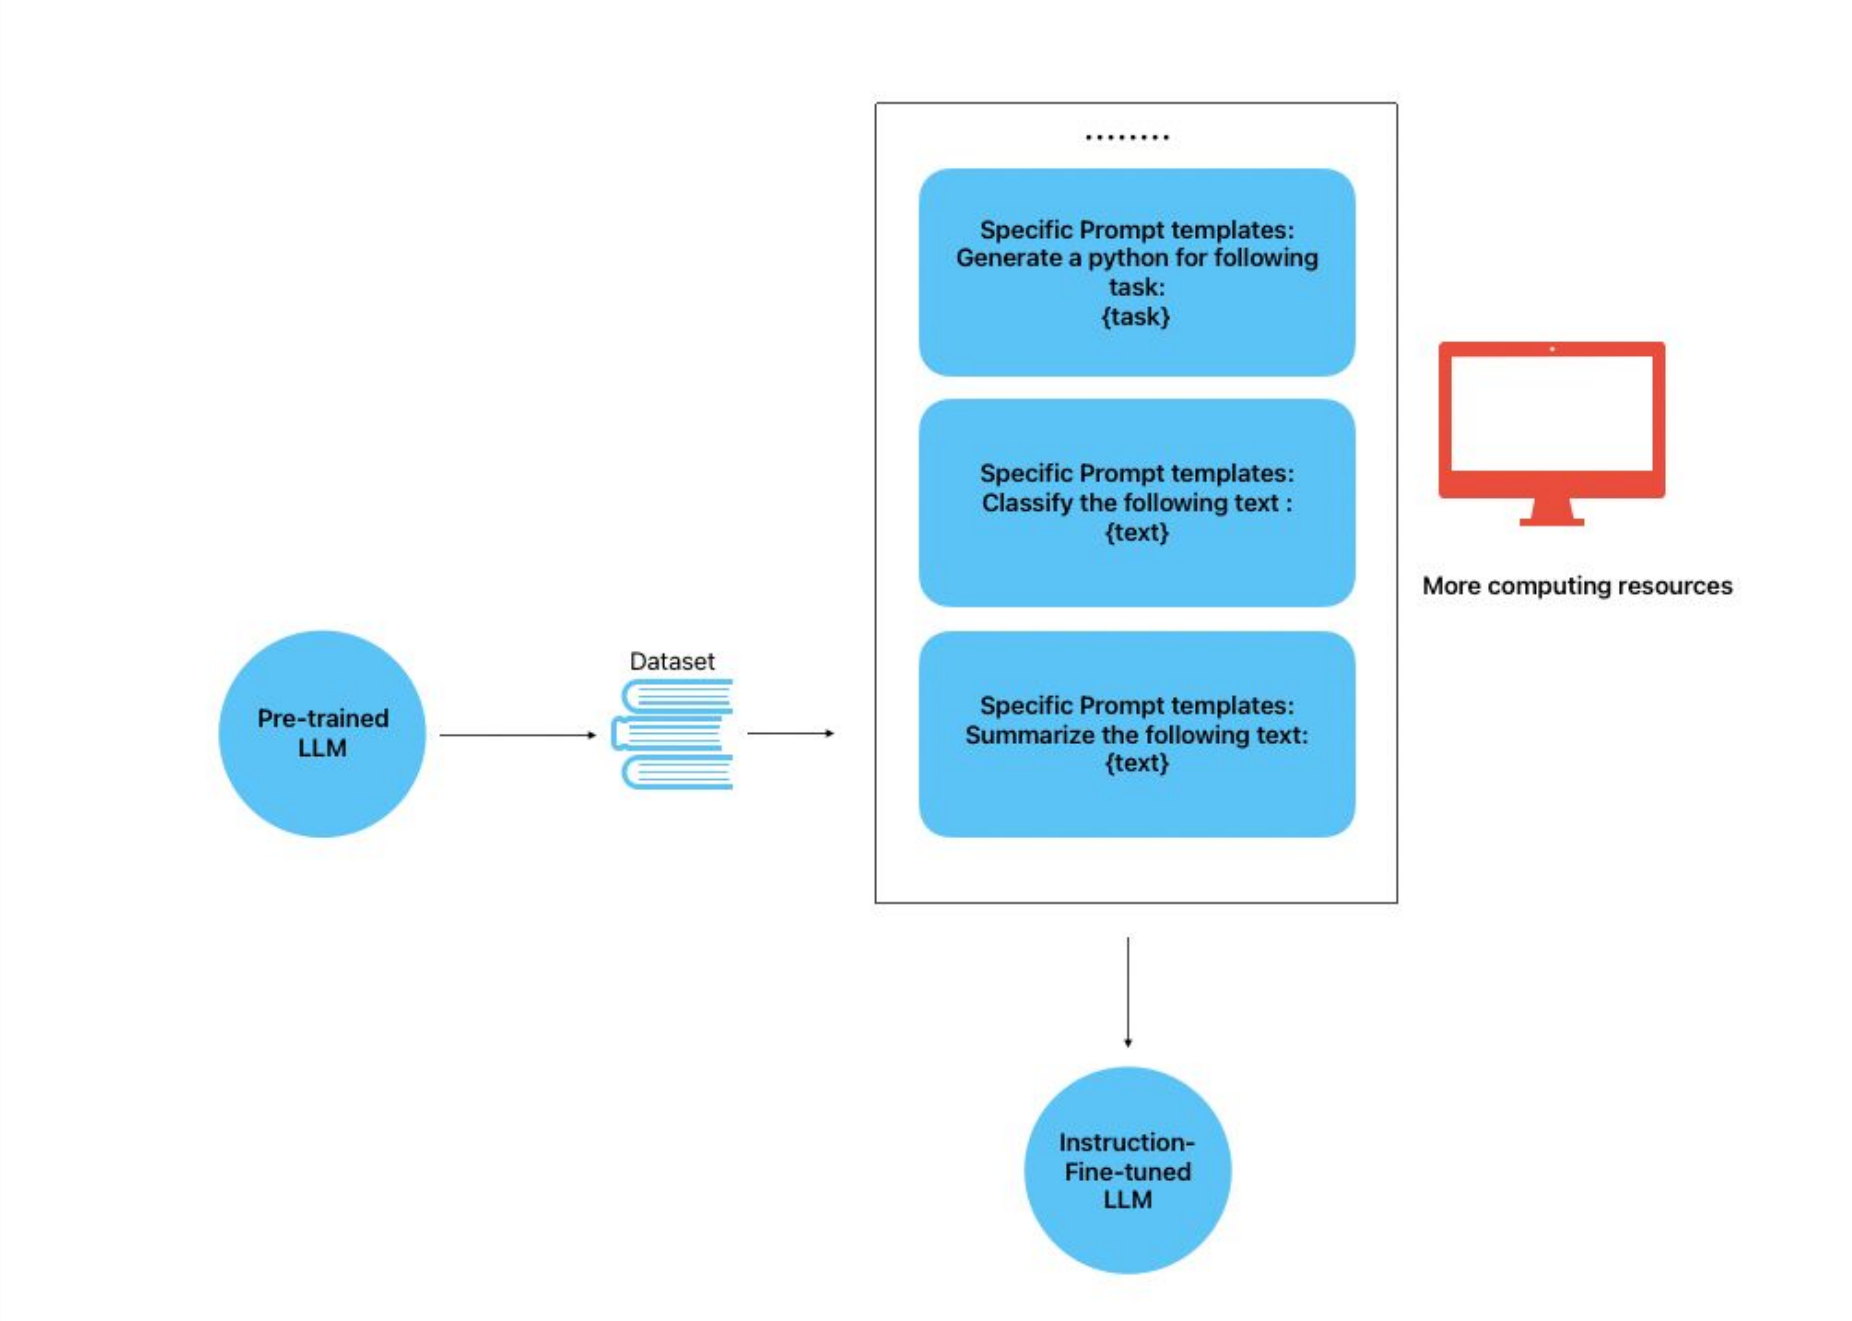 ........
Specific Prompt templates:
Generate a python for following
task:
{task}
Specific Prompt templates:
Classify the following text :
{text}
More computing resources
Dataset
Specific Prompt templates:
Summarize the following text:
{text}
Pre-trained
LLM
Instruction-
Fine-tuned
LLM